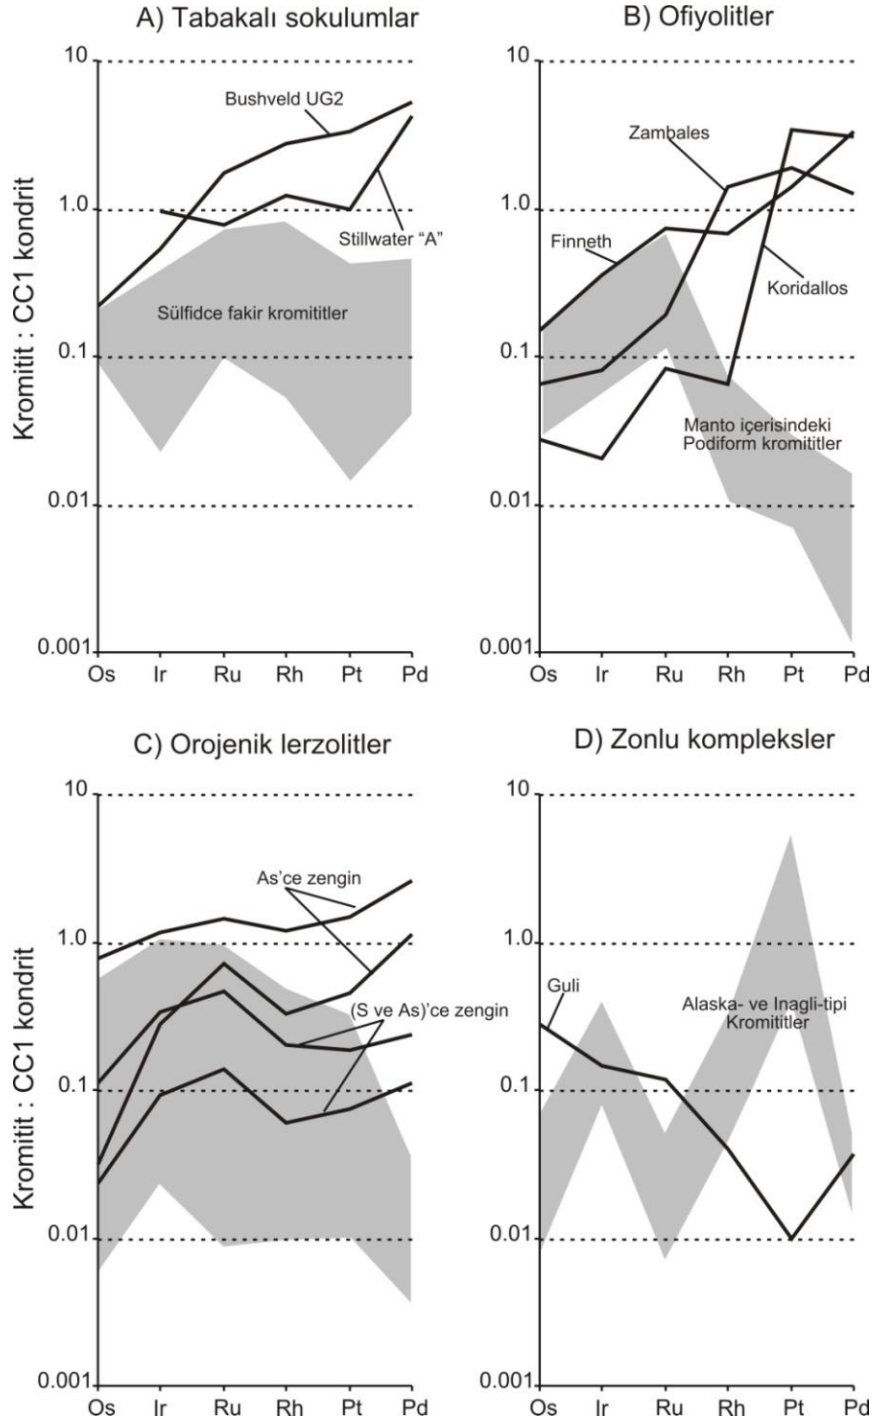 A) Tabakalı sokulumlar
10
Bushveld UG2
1.0
Stillwater “A”
Sülfidce fakir kromititler
0.1
0.01
0.001
Os Ir Ru Rh Pt Pd
Kromitit : CC1 kondrit
B) Ofiyolitler
10
Zambales
1.0
Finneth
Koridallos
0.1
Manto içerisindeki
Podiform kromititler
0.01
0.001
Os Ir Ru Rh Pt Pd
C) Orojenik lerzolitler
10
As’ce zengin
1.0
(S ve As)’ce zengin
0.1
0.01
0.001
Os Ir Ru Rh Pt Pd
Kromitit : CC1 kondrit
D) Zonlu kompleksler
10
1.0
Guli
Alaska- ve Inagli-tipi
Kromititler
0.1
0.01
0.001
Os Ir Ru Rh Pt Pd